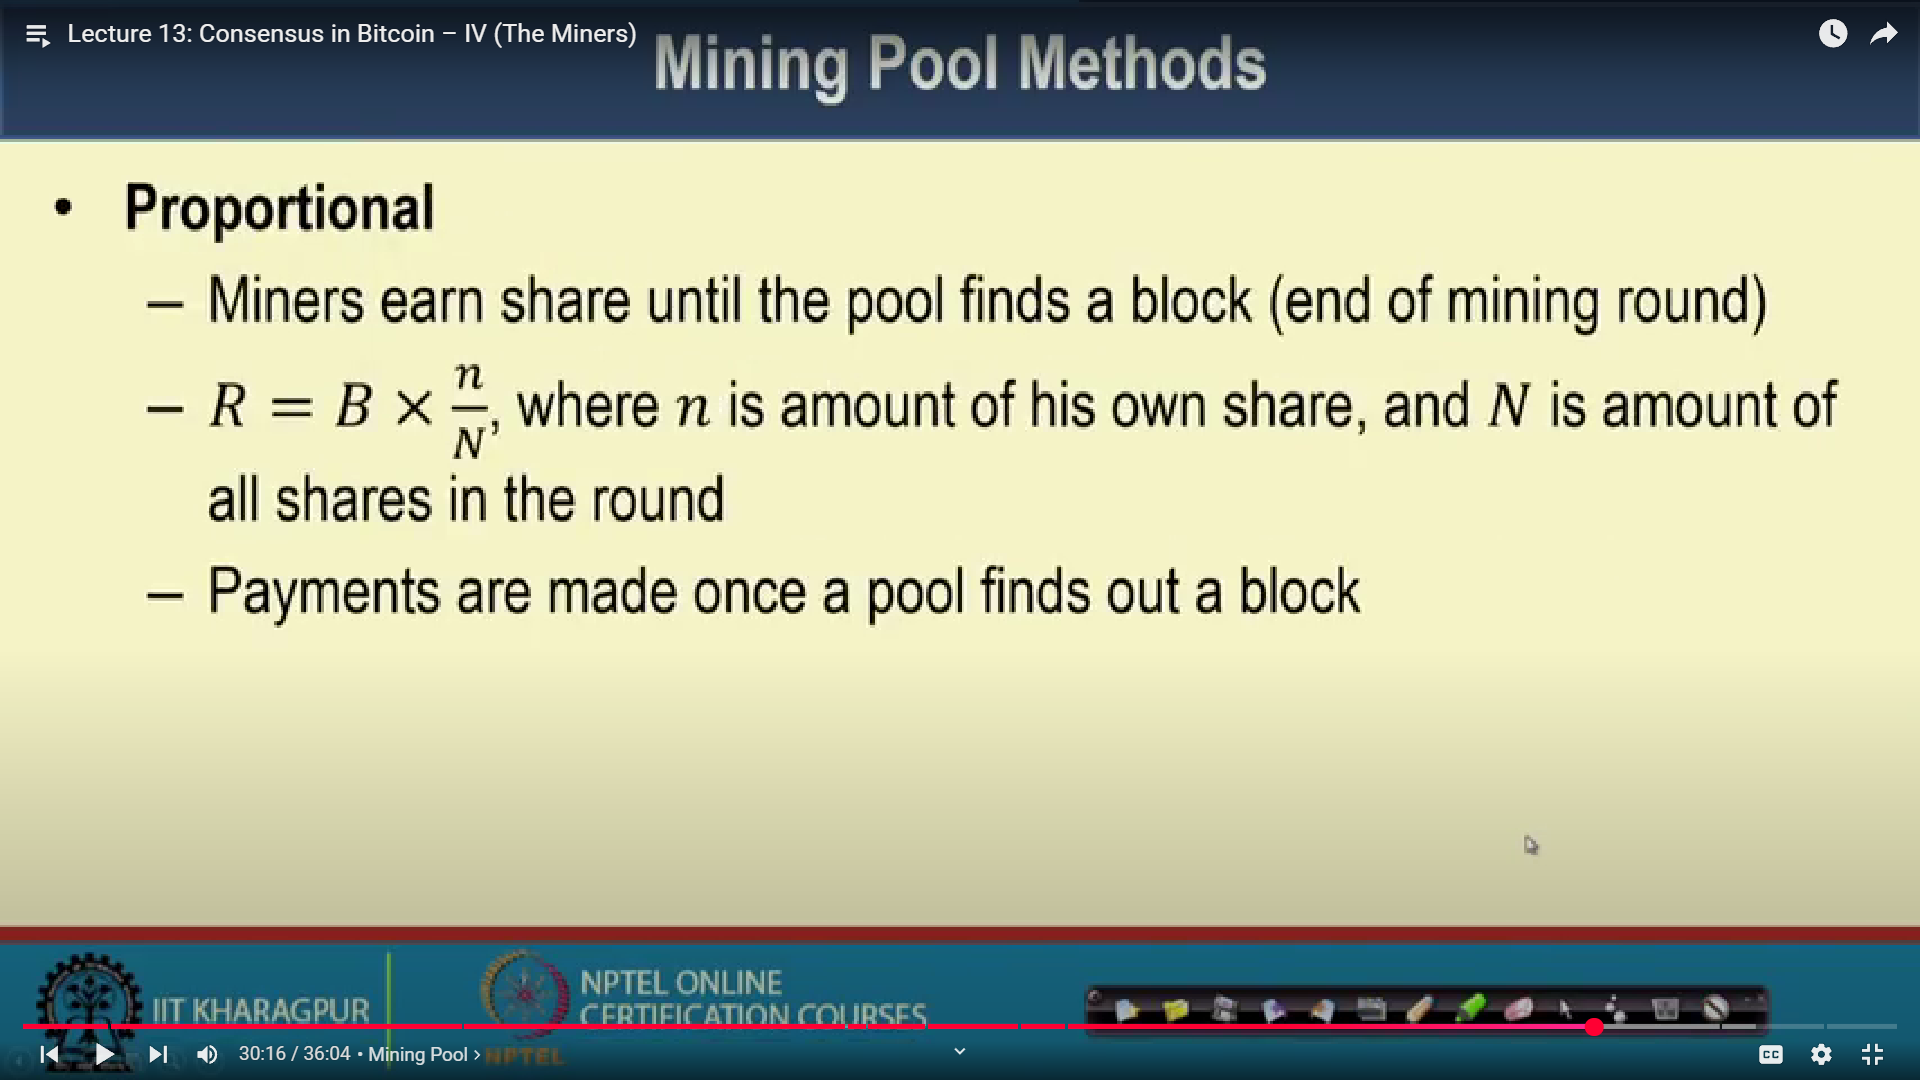 Lecture 13: Consensus in Bitcoin – IV (The Miners)
Mining Pool Methods
• Proportional
– Miners earn share until the pool finds a block (end of mining round)
– R = B × n/N, where n is amount of his own share, and N is amount of
all shares in the round
– Payments are made once a pool finds out a block
IIT KHARAGPUR
NPTEL ONLINE
CERTIFICATION COURSES
NPTEL
30:16 / 36:04 • Mining Pool ›
CC